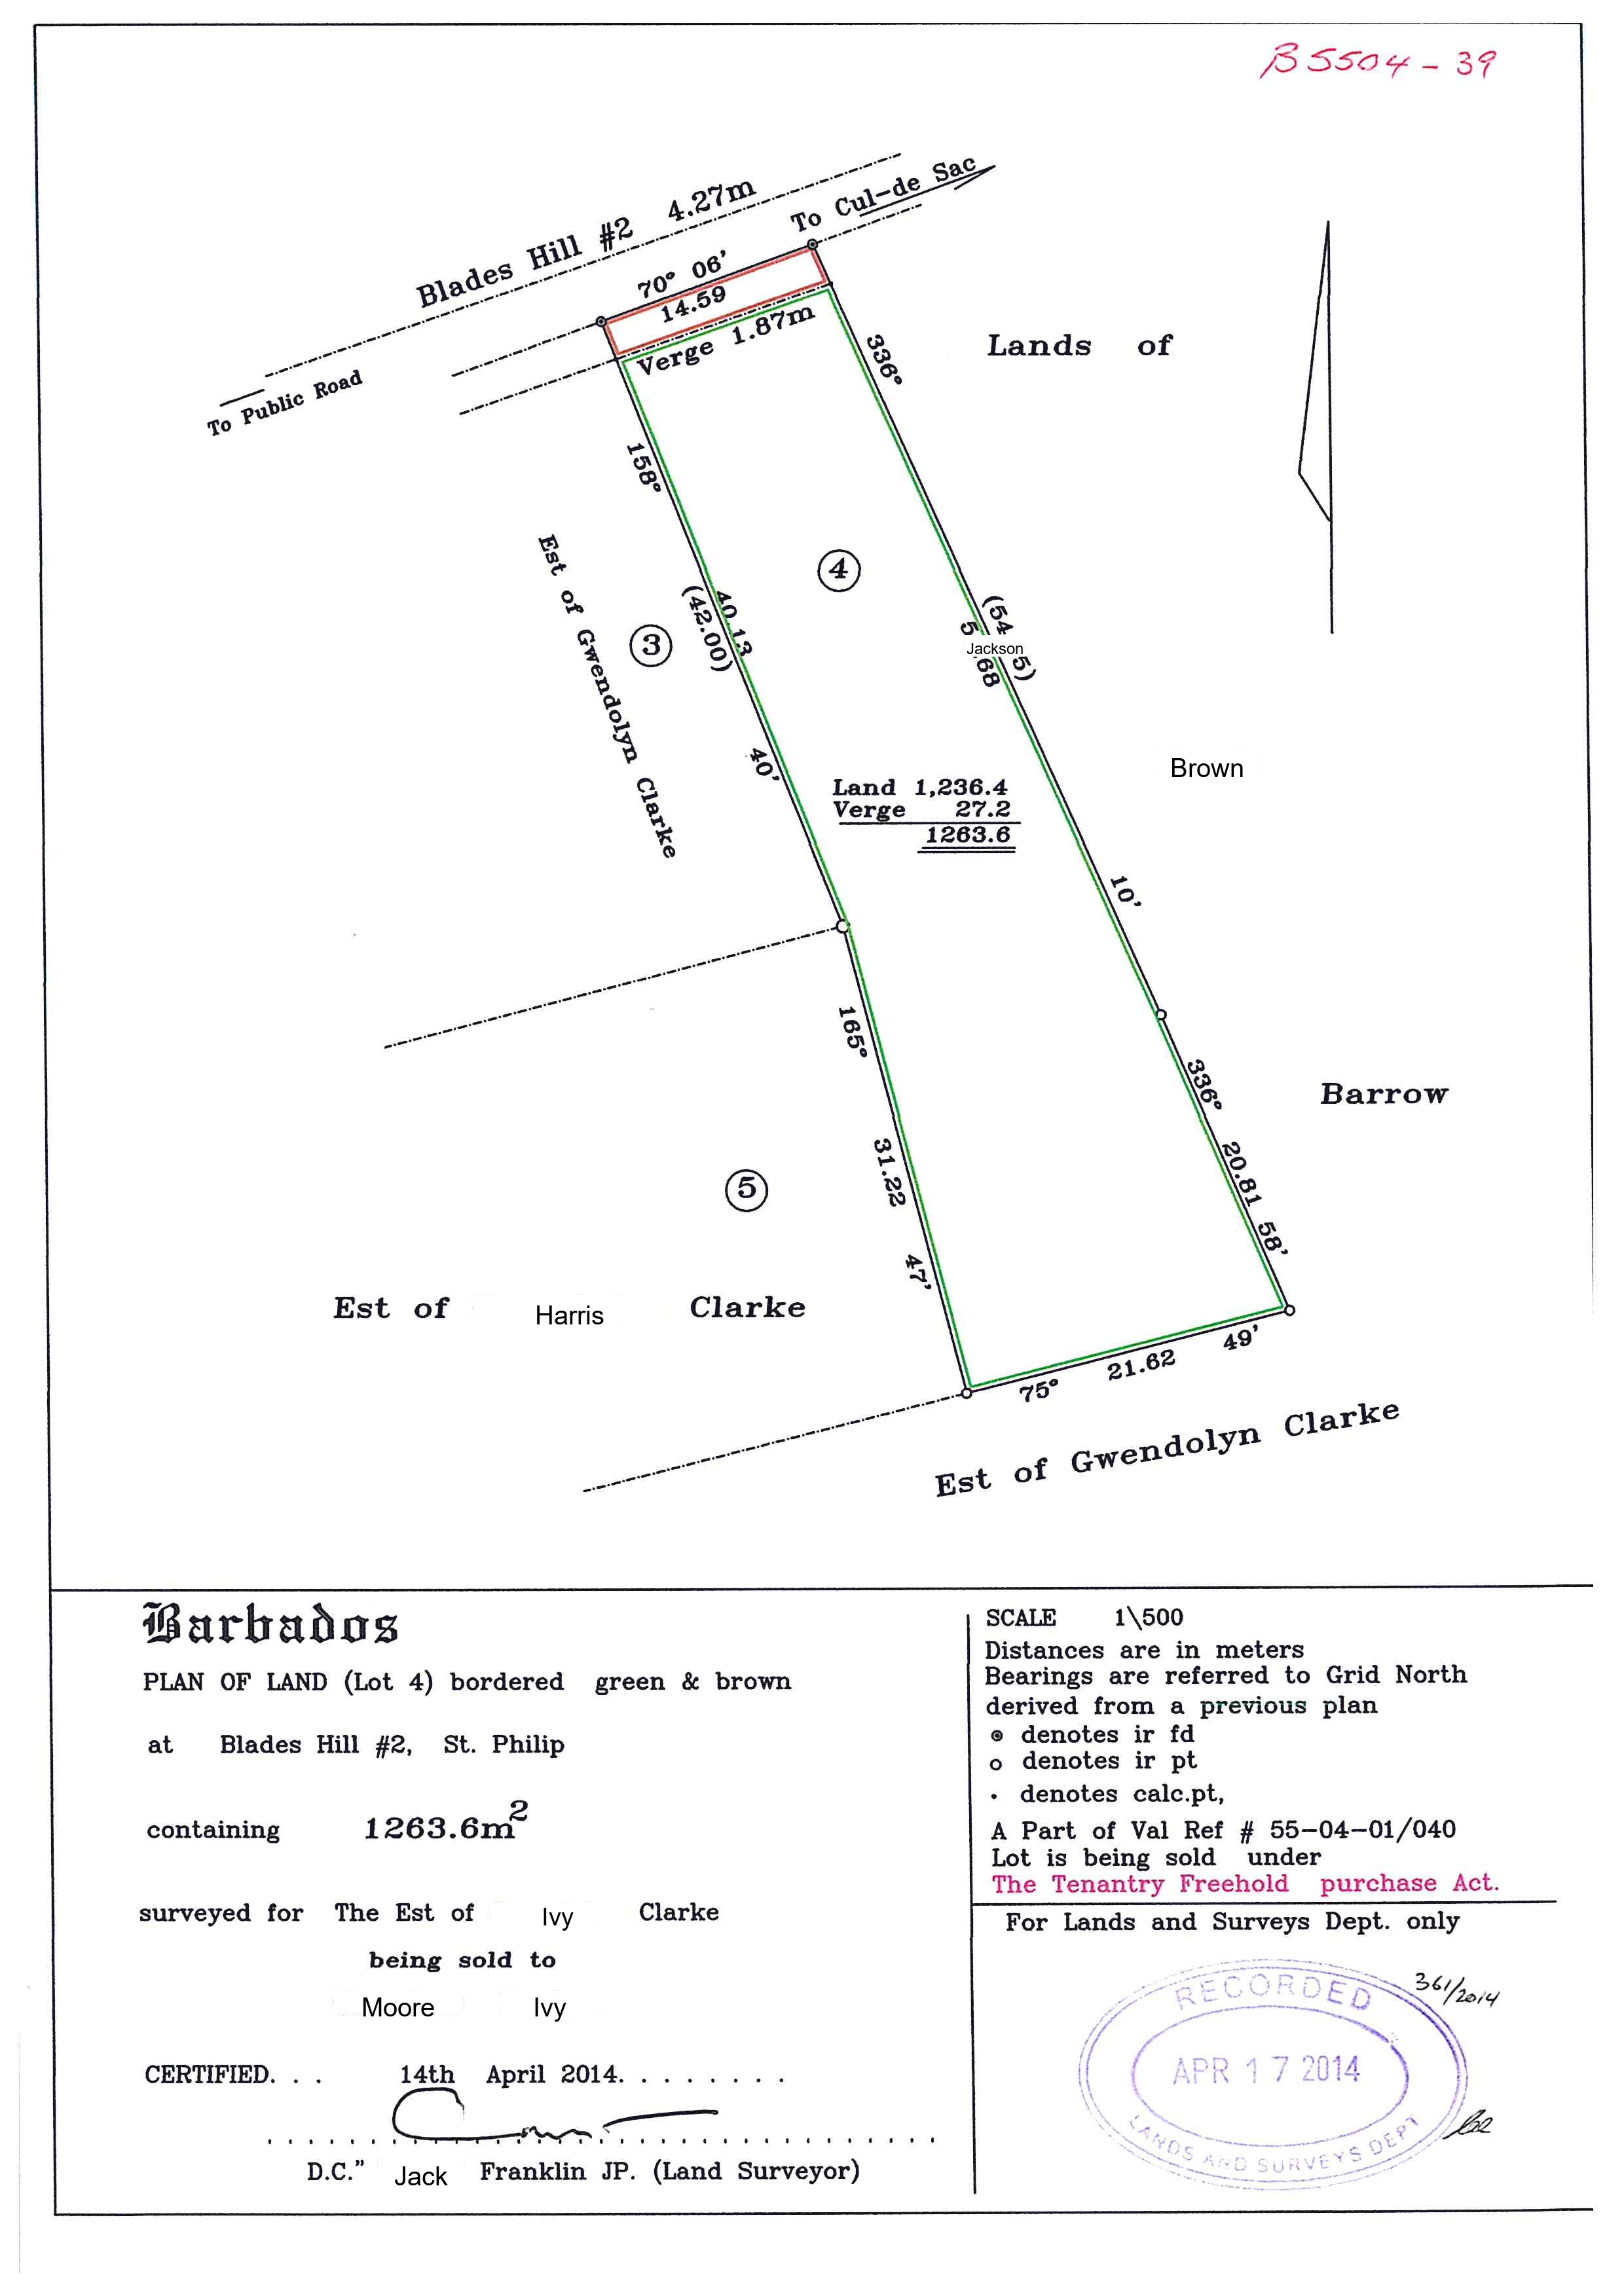 B5504-39
Blades Hill #2 4.27m
To Cul-de Sac
70° 06'
14.59
Verge 1.87m
To Public Road
336°
Lands of
158°
Est of Gwendolyn Clarke
4
3
40.13
(42.00)
Jackson
40'
Brown
Land 1,236.4
Verge 27.2
1263.6
10'
165°
336°
Barrow
31.22
20.81
5
58'
47'
Est of Harris Clarke
49'
21.62
75°
Est of Gwendolyn Clarke
Barbados
PLAN OF LAND (Lot 4) bordered green & brown
at Blades Hill #2, St. Philip
containing 1263.6m2
surveyed for The Est of Ivy Clarke
being sold to
Moore Ivy
CERTIFIED. . . 14th April 2014. . . . . . . .
D.C." Jack Franklin JP. (Land Surveyor)
SCALE 1\500
Distances are in meters
Bearings are referred to Grid North
derived from a previous plan
denotes ir fd
denotes ir pt
denotes calc.pt,
A Part of Val Ref # 55-04-01/040
Lot is being sold under
The Tenantry Freehold purchase Act.
For Lands and Surveys Dept. only
361/2014
RECORDED
APR 17 2014
LANDS AND SURVEYS DEPT